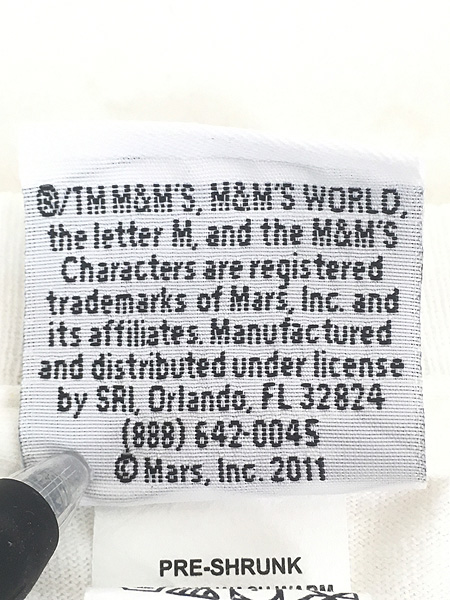 ®/TM M&M'S, M&M'S WORLD,
the letter M, and the M&M'S
Characters are registered
trademarks of Mars, Inc. and
its affiliates. Manufactured
and distributed under license
by SRI, Orlando, FL 32824
(888) 642-0045
© Mars, Inc. 2011
PRE-SHRUNK